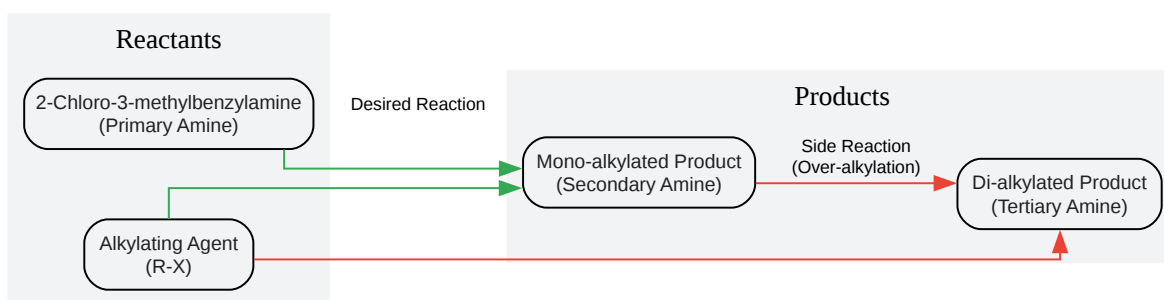 Reactants
2-Chloro-3-methylbenzylamine
(Primary Amine)
Desired Reaction
Alkylating Agent
(R-X)
Products
Mono-alkylated Product
(Secondary Amine)
Side Reaction
(Over-alkylation)
Di-alkylated Product
(Tertiary Amine)